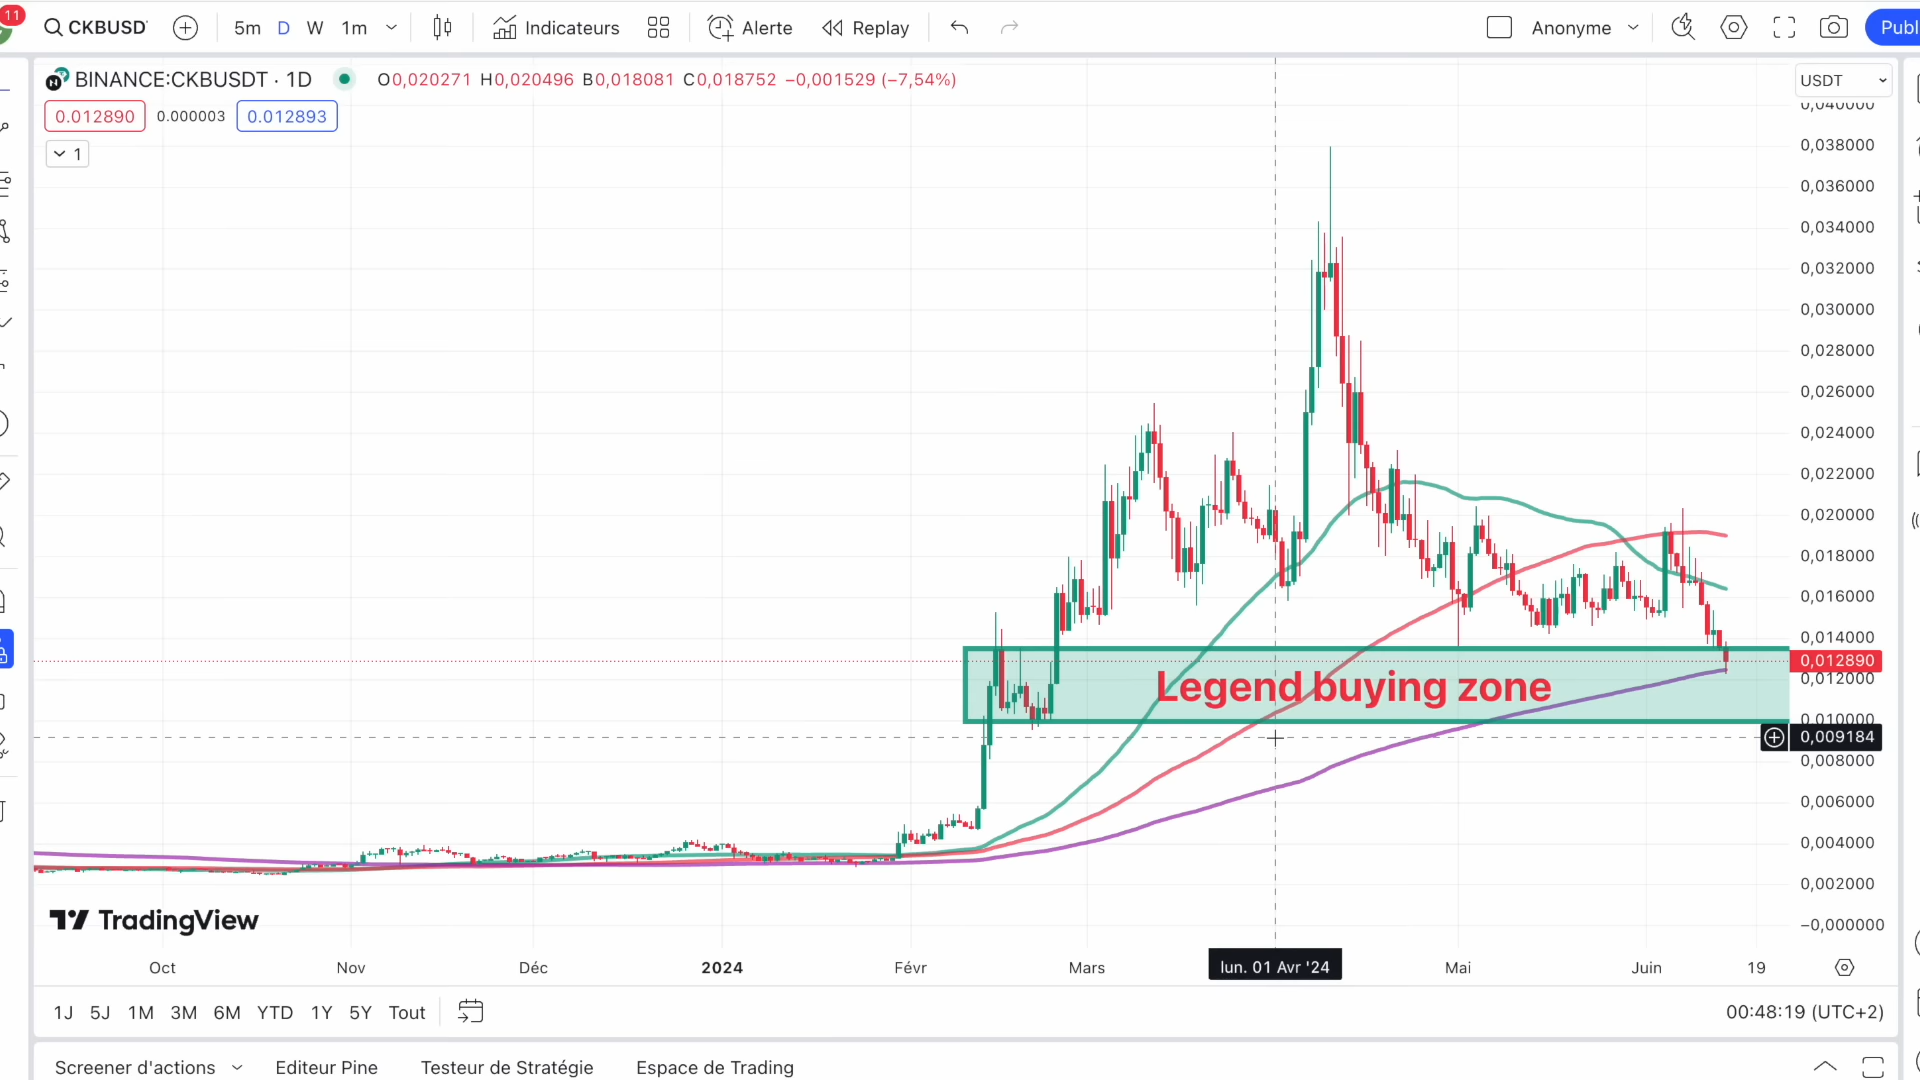 11
CKBUSD 5m D W 1m Indicateurs Alerte Replay Anonyme Publ
BINANCE:CKBUSDT · 1D O0,020271 H0,020496 B0,018081 C0,018752 −0,001529 (−7,54%)
USDT
0.012890 0.000003 0.012893
1
0,040000
0,038000
0,036000
0,034000
0,032000
0,030000
0,028000
0,026000
0,024000
0,022000
0,020000
0,018000
0,016000
0,014000
0,012890
0,012000
Legend buying zone
0,010000
0,009184
0,008000
0,006000
0,004000
0,002000
−0,000000
TradingView
Oct Nov Déc 2024 Févr Mars lun. 01 Avr '24 Mai Juin 19
1J 5J 1M 3M 6M YTD 1Y 5Y Tout 00:48:19 (UTC+2)
Screener d'actions Editeur Pine Testeur de Stratégie Espace de Trading